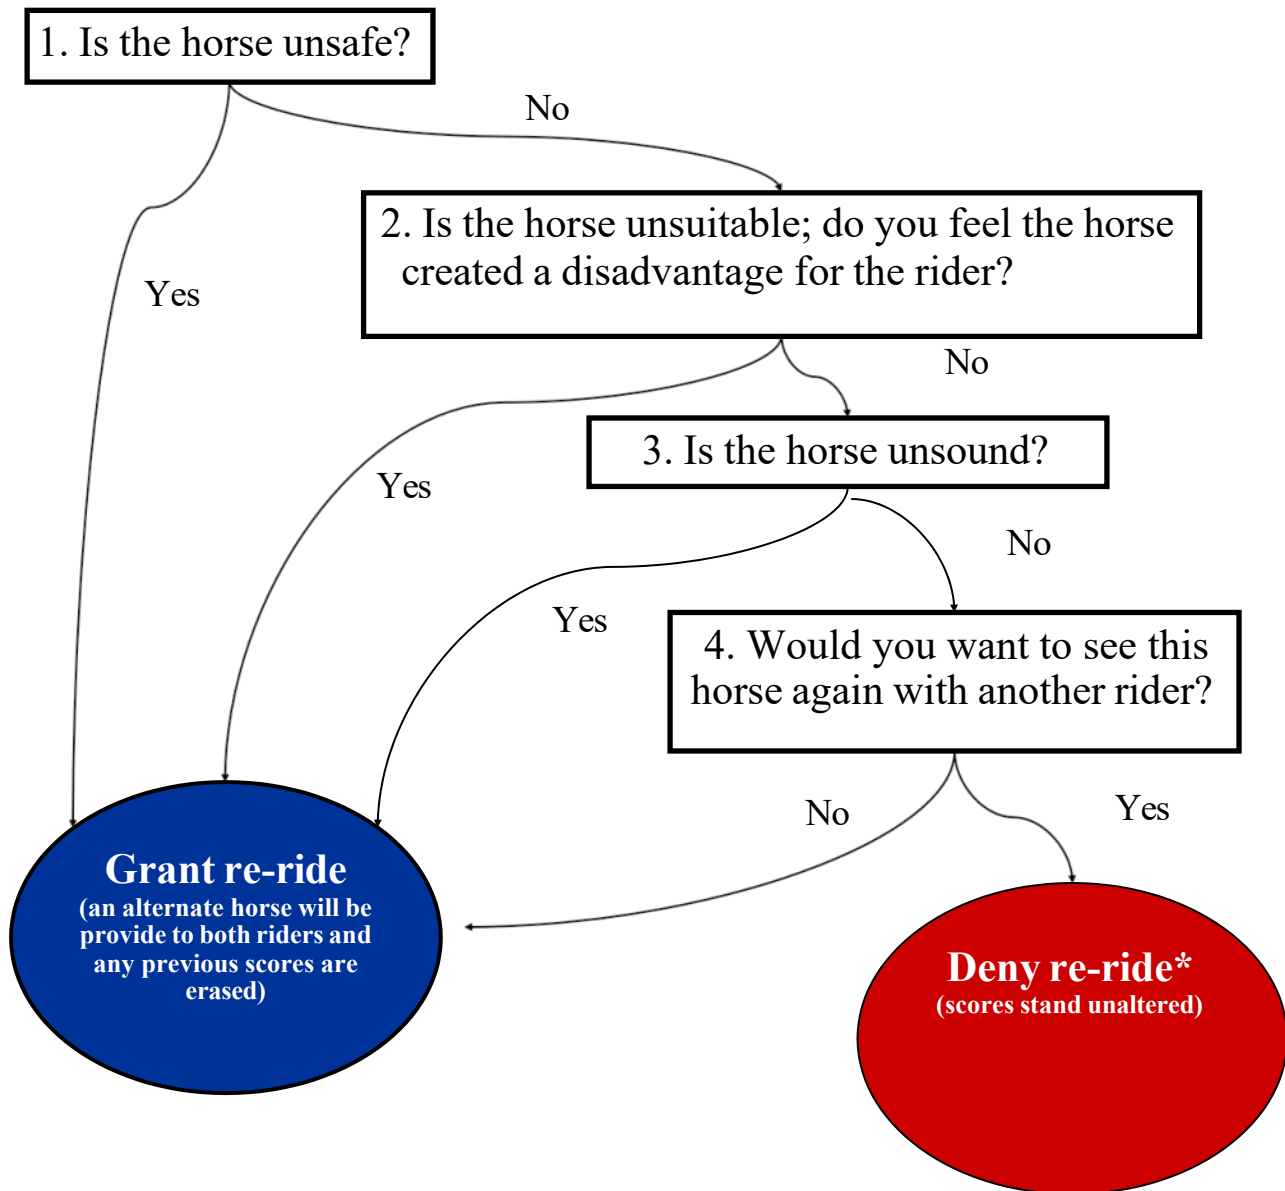 1. Is the horse unsafe?
No
2. Is the horse unsuitable; do you feel the horse
created a disadvantage for the rider?
Yes
No
3. Is the horse unsound?
Yes
No
Yes
4. Would you want to see this
horse again with another rider?
No
Yes
Grant re-ride
(an alternate horse will be
provide to both riders and
any previous scores are
erased)
Deny re-ride*
(scores stand unaltered)